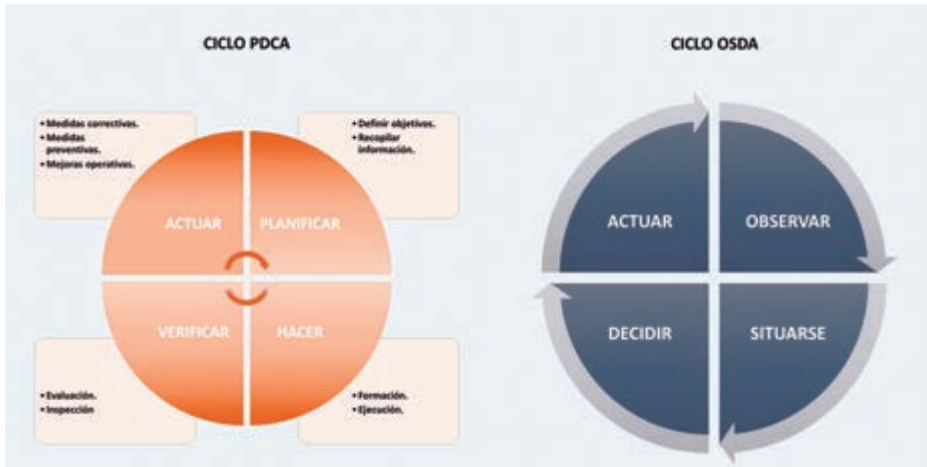 CICLO PDCA
• Medidas correctivas.
• Medidas
preventivas.
• Mejoras operativas.
• Definir objetivos.
• Recopilar
información.
ACTUAR
PLANIFICAR
VERIFICAR
HACER
• Evaluación.
• Inspección
• Formación.
• Ejecución.
CICLO OSDA
ACTUAR
OBSERVAR
DECIDIR
SITUARSE